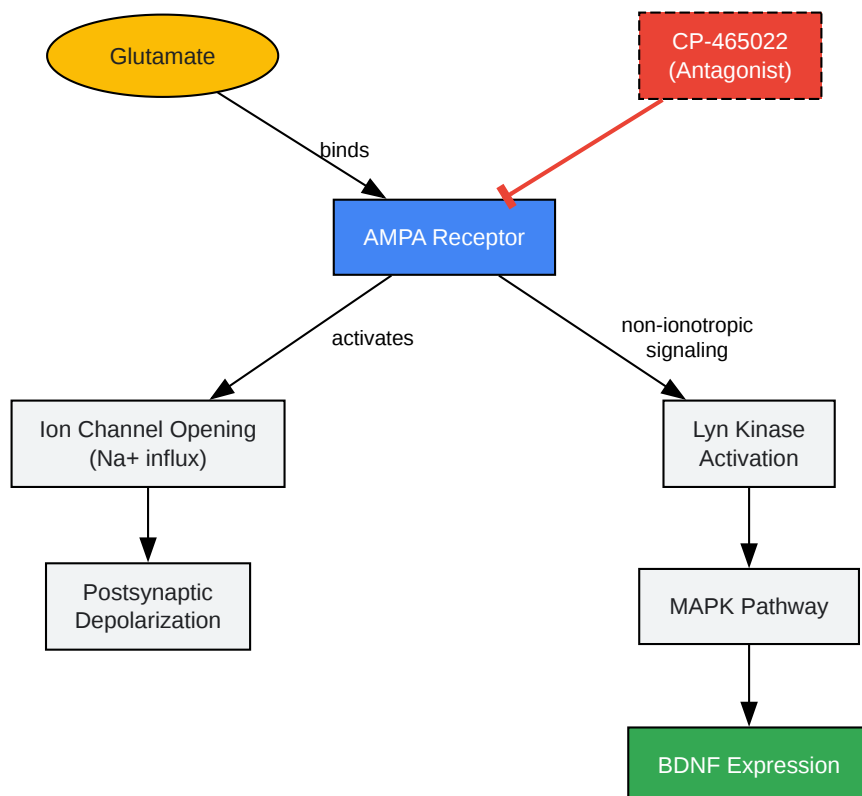 Glutamate
CP-465022
(Antagonist)
binds
AMPA Receptor
activates
non-ionotropic
signaling
Ion Channel Opening
(Na+ influx)
Lyn Kinase
Activation
Postsynaptic
Depolarization
MAPK Pathway
BDNF Expression